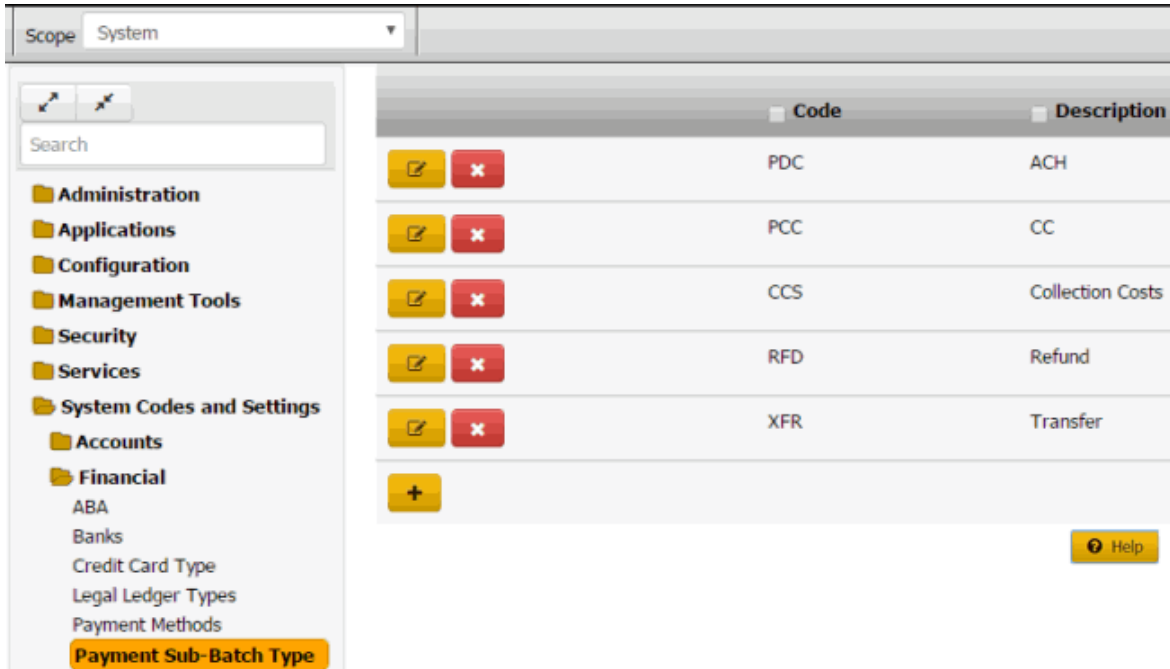 Scope System
Search
Administration
Applications
Configuration
Management Tools
Security
Services
System Codes and Settings
Accounts
Financial
ABA
Banks
Credit Card Type
Legal Ledger Types
Payment Methods
Payment Sub-Batch Type
Code Description
PDC ACH
PCC CC
CCS Collection Costs
RFD Refund
XFR Transfer
Help